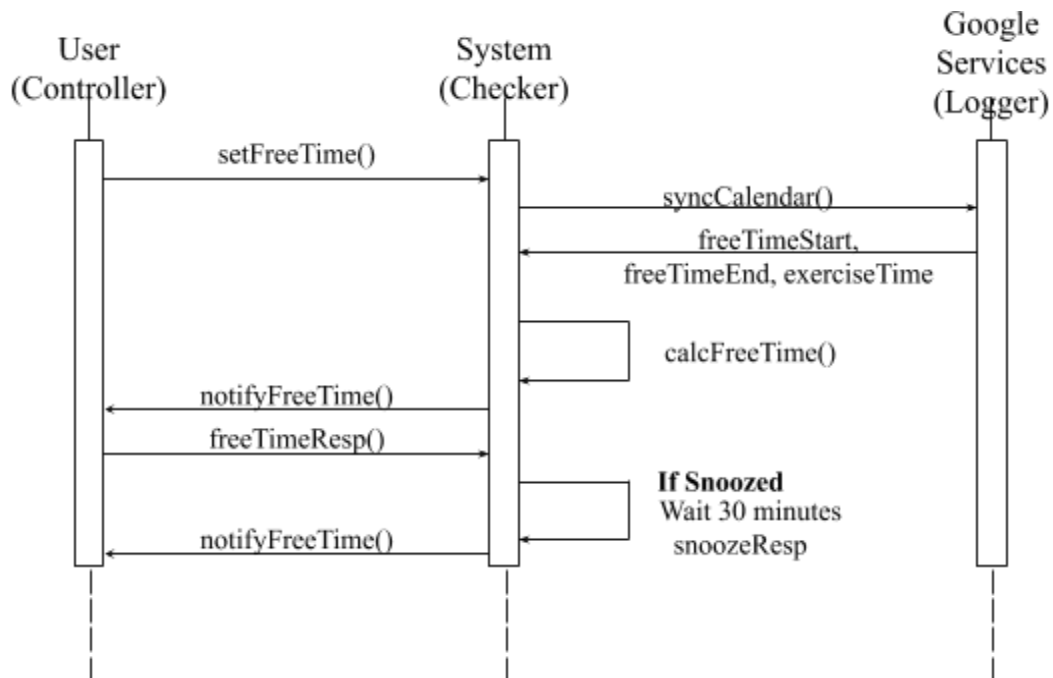 User
(Controller)
System
(Checker)
Google
Services
(Logger)
setFreeTime()
syncCalendar()
freeTimeStart,
freeTimeEnd, exerciseTime
calcFreeTime()
notifyFreeTime()
freeTimeResp()
If Snoozed
Wait 30 minutes
snoozeResp
notifyFreeTime()